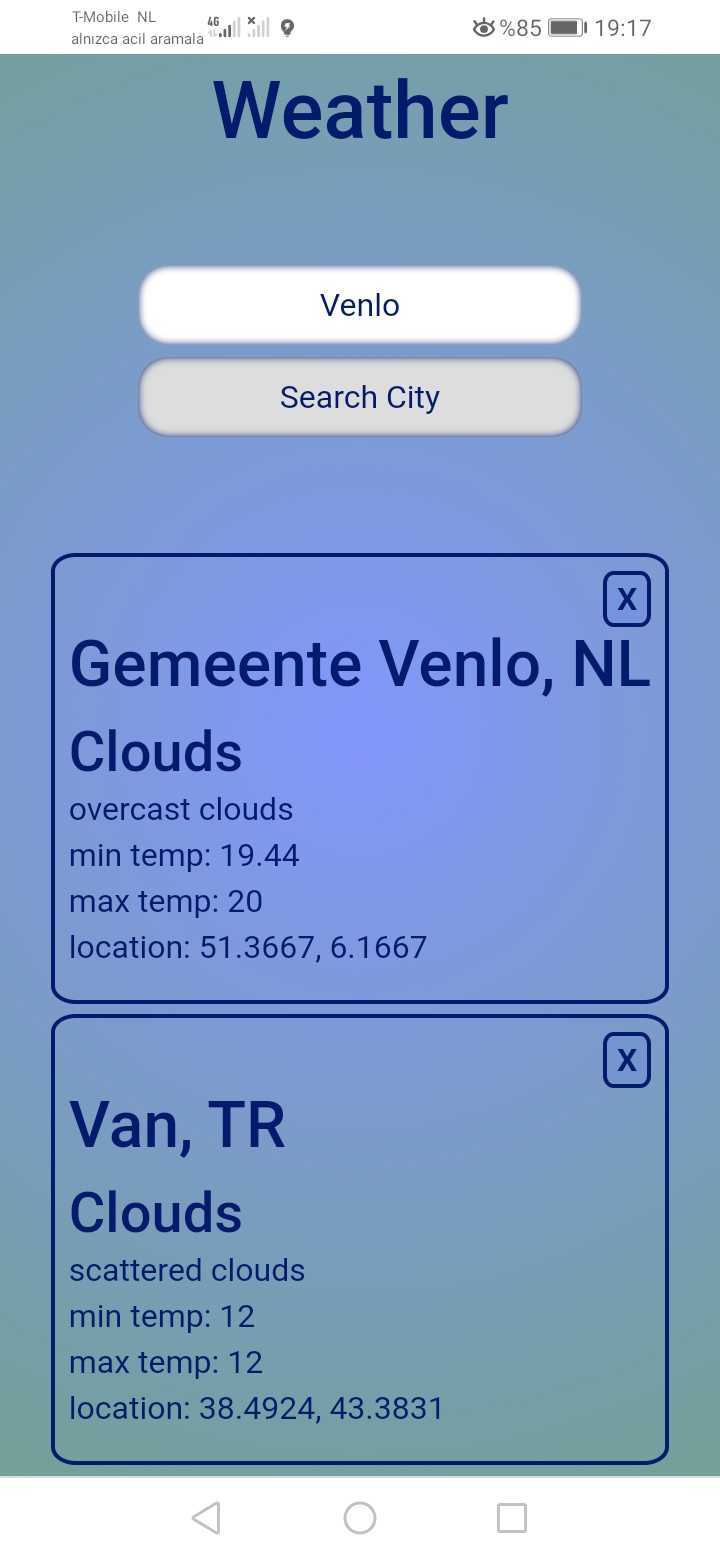 T-Mobile NL
alnızca acil aramala
4G
%85
19:17
Weather
Venlo
Search City
X
Gemeente Venlo, NL
Clouds
overcast clouds
min temp: 19.44
max temp: 20
location: 51.3667, 6.1667
X
Van, TR
Clouds
scattered clouds
min temp: 12
max temp: 12
location: 38.4924, 43.3831